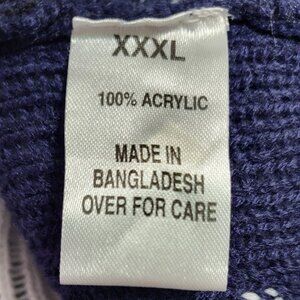 XXXL
100% ACRYLIC
MADE IN
BANGLADESH
OVER FOR CARE